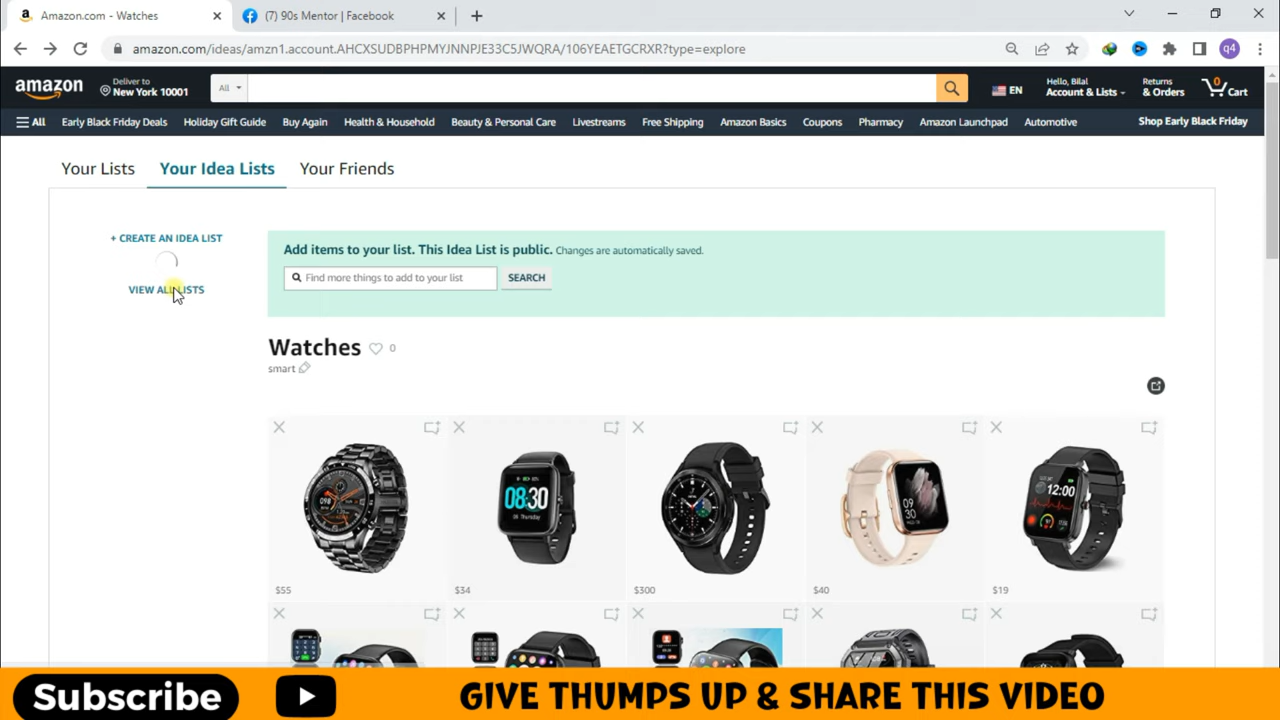 Amazon.com - Watches
(7) 90s Mentor | Facebook
amazon.com/ideas/amzn1.account.AHCXSUDBPHPMYJNNPJE33C5JWQRA/106YEAETGCRXR?type=explore
q4
amazon
Deliver to
New York 10001
All
EN
Hello, Bilal
Account & Lists
Returns
& Orders
0
Cart
All
Early Black Friday Deals
Holiday Gift Guide
Buy Again
Health & Household
Beauty & Personal Care
Livestreams
Free Shipping
Amazon Basics
Coupons
Pharmacy
Amazon Launchpad
Automotive
Shop Early Black Friday
Your Lists
Your Idea Lists
Your Friends
+ CREATE AN IDEA LIST
VIEW ALL LISTS
Add items to your list. This Idea List is public. Changes are automatically saved.
Find more things to add to your list
SEARCH
Watches
0
smart
08:30
06 Thursday
09
30
12:00
$55
$34
$300
$40
$19
Subscribe
GIVE THUMPS UP & SHARE THIS VIDEO